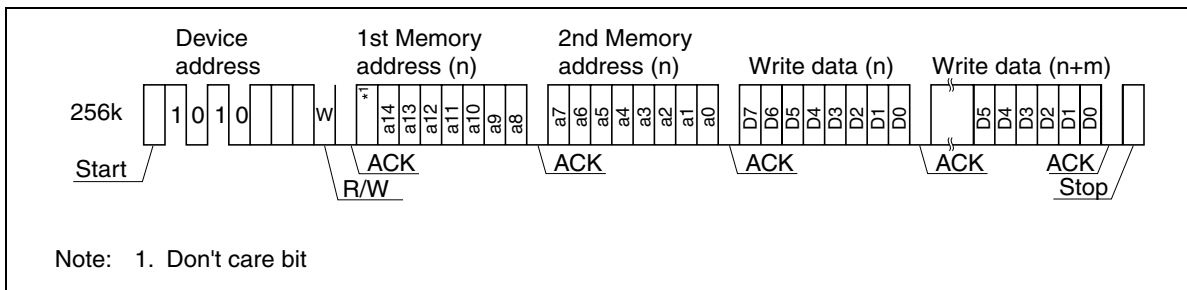 Device address
1st Memory address (n)
2nd Memory address (n)
Write data (n)
Write data (n+m)
256k
1 0 1 0
W
*1 a14 a13 a12 a11 a10 a9 a8
a7 a6 a5 a4 a3 a2 a1 a0
D7 D6 D5 D4 D3 D2 D1 D0
D5 D4 D3 D2 D1 D0
Start
ACK
ACK
ACK
ACK
ACK
R/W
Stop
Note: 1. Don't care bit